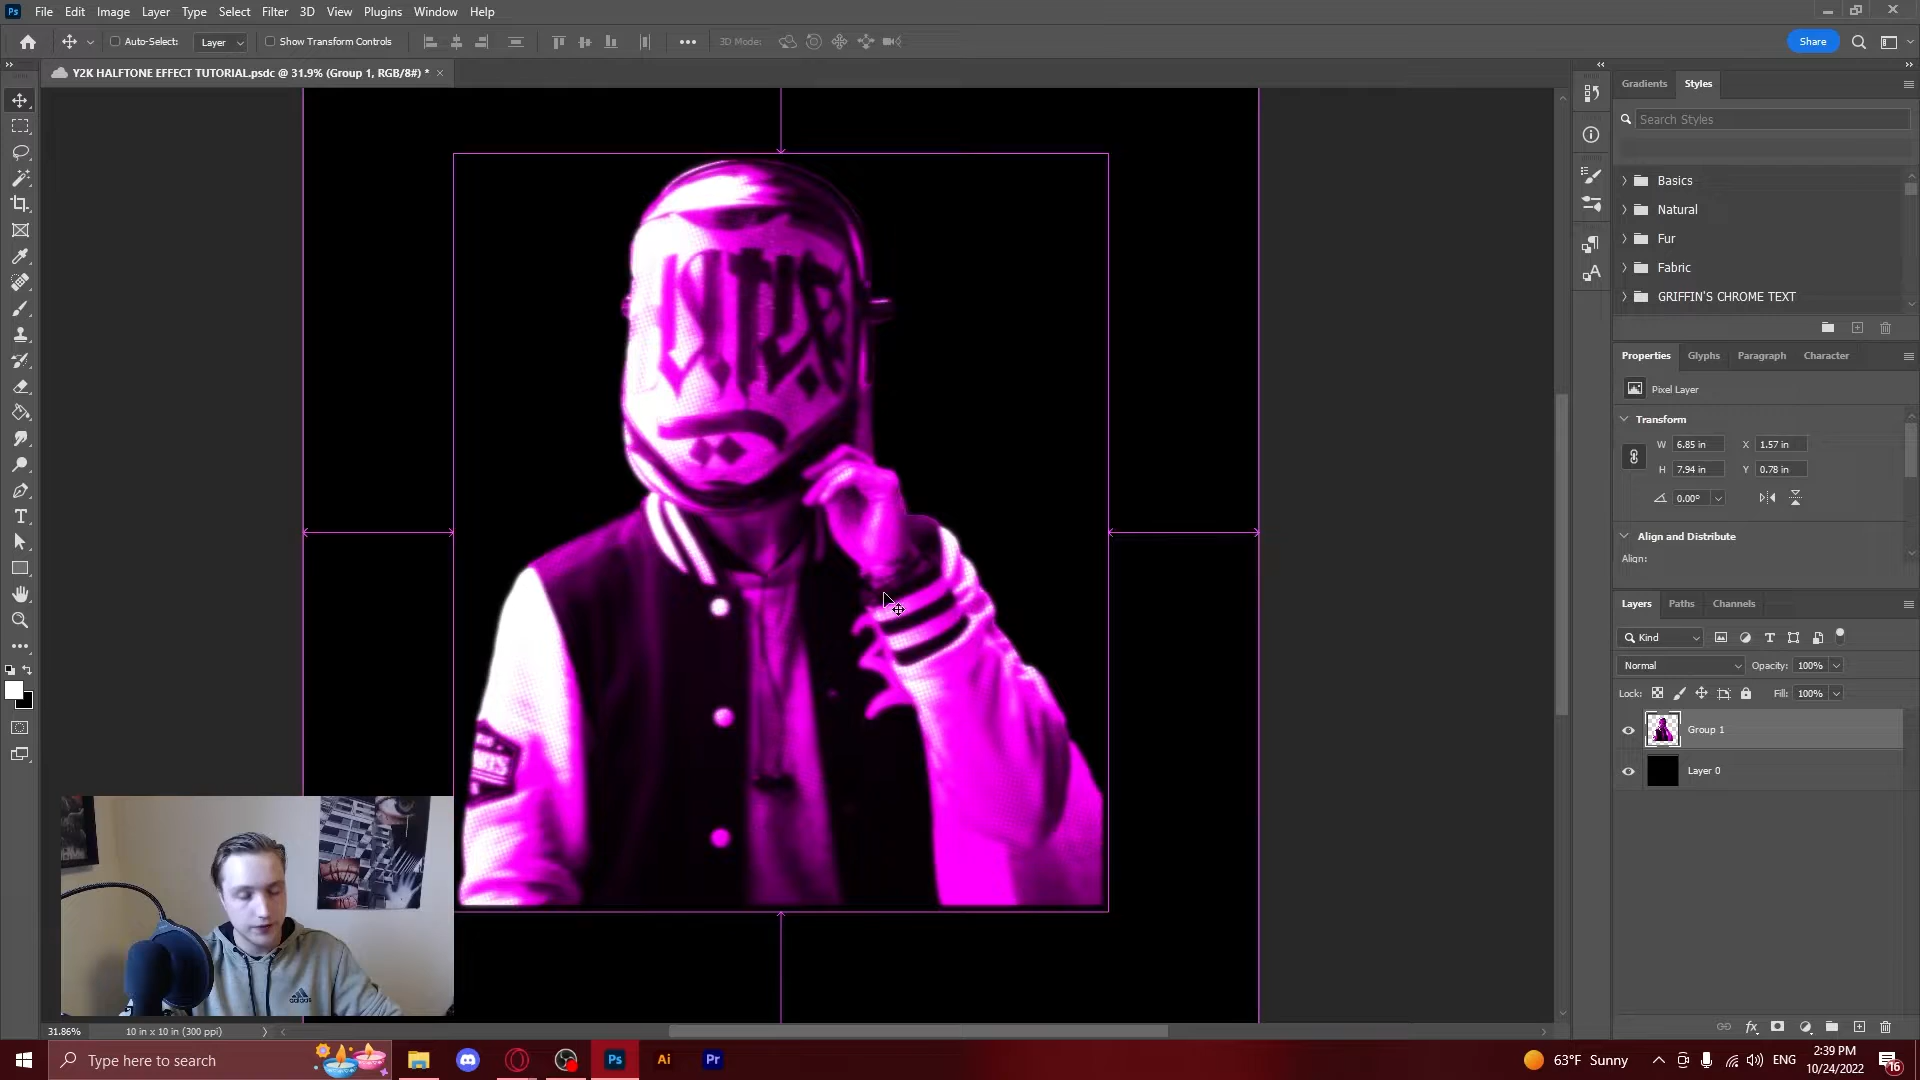 Ps File Edit Image Layer Type Select Filter 3D View Plugins Window Help
Auto-Select: Layer Show Transform Controls ••• 3D Mode: Share
Y2K HALFTONE EFFECT TUTORIAL.psdc @ 31.9% (Group 1, RGB/8#) * ×
Gradients Styles
Search Styles
Basics
Natural
Fur
Fabric
GRIFFIN'S CHROME TEXT
Properties Glyphs Paragraph Character
Pixel Layer
Transform
W 6.85 in X 1.57 in
H 7.94 in Y 0.78 in
0.00°
Align and Distribute
Align:
Layers Paths Channels
Kind
Normal Opacity: 100%
Lock: Fill: 100%
Group 1
Layer 0
31.86% 10 in x 10 in (300 ppi)
Type here to search
Ps Ai Pr
63°F Sunny ENG 2:39 PM
10/24/2022 16